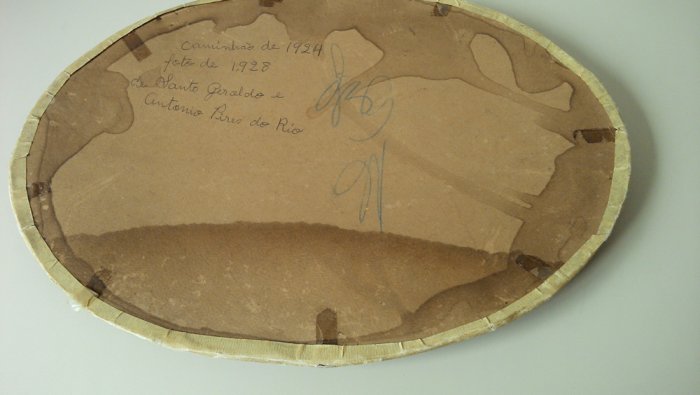 caminhão de 1924
foto de 1928
de Santo Geraldo e
Antonio Pires do Rio